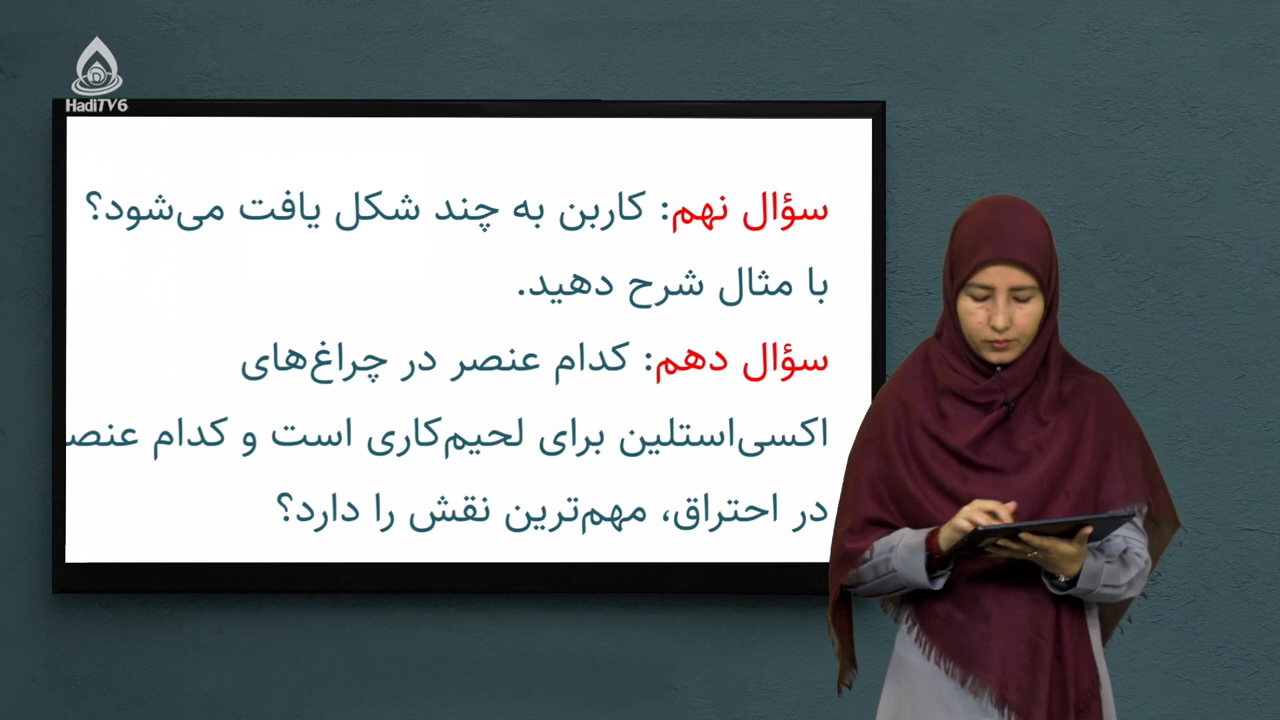 HadiTV6
سؤال نهم: کاربن به چند شکل یافت می‌شود؟
با مثال شرح دهید.
سؤال دهم: کدام عنصر در چراغ‌های
اکسی‌استلین برای لحیم‌کاری است و کدام
در احتراق، مهم‌ترین نقش را دارد؟